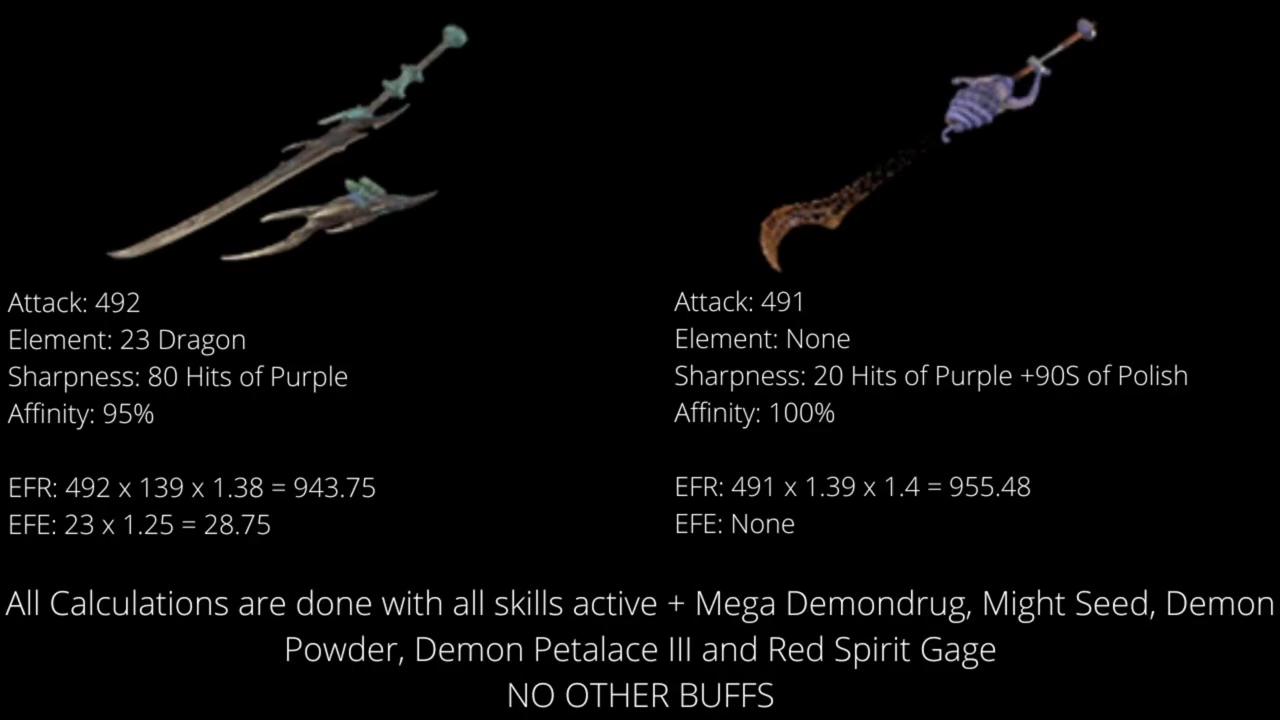 Attack: 492
Element: 23 Dragon
Sharpness: 80 Hits of Purple
Affinity: 95%
EFR: 492 x 139 x 1.38 = 943.75
EFE: 23 x 1.25 = 28.75
Attack: 491
Element: None
Sharpness: 20 Hits of Purple +90S of Polish
Affinity: 100%
EFR: 491 x 1.39 x 1.4 = 955.48
EFE: None
All Calculations are done with all skills active + Mega Demondrug, Might Seed, Demon
Powder, Demon Petalace III and Red Spirit Gage
NO OTHER BUFFS